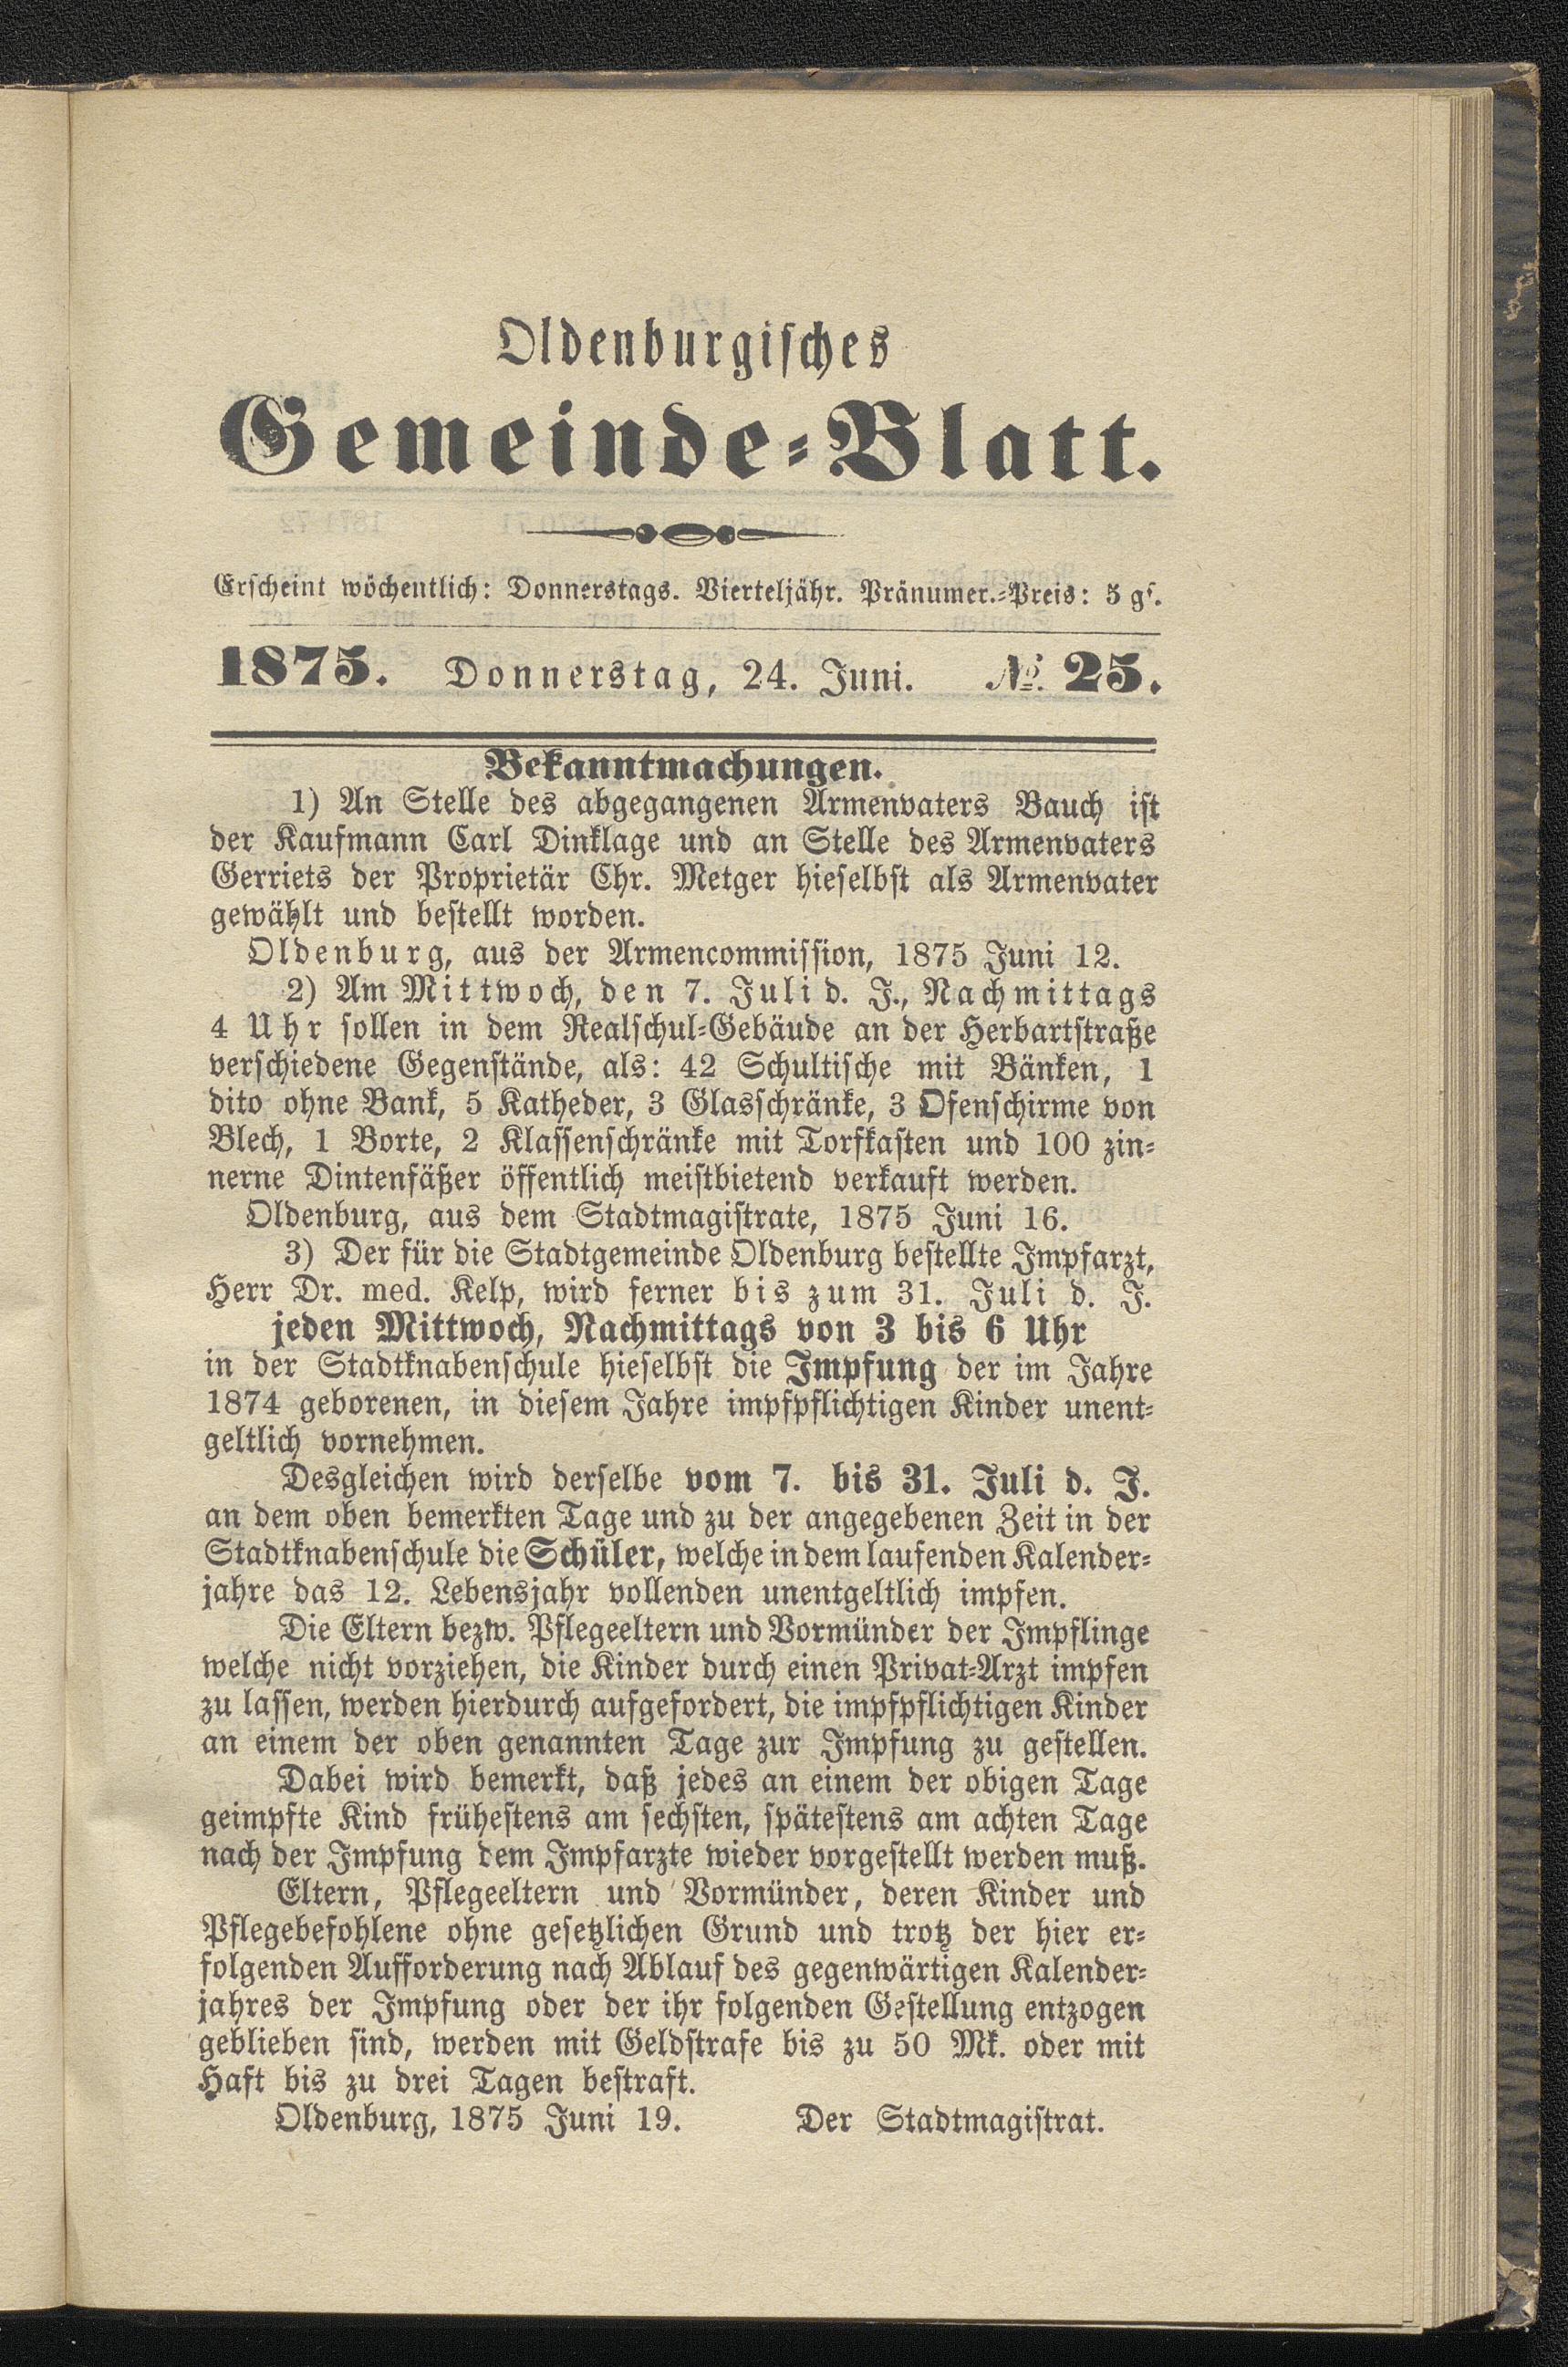 Oldenburgisches
Gemeinde-Blatt.
Erscheint wöchentlich: Donnerstags. Vierteljähr. Pränumer.-Preis: 5 gs.
1875. Donnerstag, 24. Juni. No. 25.
Bekanntmachungen.
1) An Stelle des abgegangenen Armenvaters Bauch ist
der Kaufmann Carl Dinklage und an Stelle des Armenvaters
Gerriets der Proprietär Chr. Metger hieselbst als Armenvater
gewählt und bestellt worden.
Oldenburg, aus der Armencommission, 1875 Juni 12.
2) Am Mittwoch, den 7. Juli d. J., Nachmittags
4 Uhr sollen in dem Realschul-Gebäude an der Herbartstraße
verschiedene Gegenstände, als: 42 Schultische mit Bänken, 1
dito ohne Bank, 5 Katheder, 3 Glasschränke, 3 Ofenschirme von
Blech, 1 Borte, 2 Klassenschränke mit Torfkasten und 100 zin-
nerne Dintenfäßer öffentlich meistbietend verkauft werden.
Oldenburg, aus dem Stadtmagistrate, 1875 Juni 16.
3) Der für die Stadtgemeinde Oldenburg bestellte Impfarzt,
Herr Dr. med. Kelp, wird ferner bis zum 31. Juli d. J.
jeden Mittwoch, Nachmittags von 3 bis 6 Uhr
in der Stadtknabenschule hieselbst die Impfung der im Jahre
1874 geborenen, in diesem Jahre impfpflichtigen Kinder unent-
geltlich vornehmen.
Desgleichen wird derselbe vom 7. bis 31. Juli d. J.
an dem oben bemerkten Tage und zu der angegebenen Zeit in der
Stadtknabenschule die Schüler, welche in dem laufenden Kalender-
jahre das 12. Lebensjahr vollenden unentgeltlich impfen.
Die Eltern bezw. Pflegeeltern und Vormünder der Impflinge
welche nicht vorziehen, die Kinder durch einen Privat-Arzt impfen
zu lassen, werden hierdurch aufgefordert, die impfpflichtigen Kinder
an einem der oben genannten Tage zur Impfung zu gestellen.
Dabei wird bemerkt, daß jedes an einem der obigen Tage
geimpfte Kind frühestens am sechsten, spätestens am achten Tage
nach der Impfung dem Impfarzte wieder vorgestellt werden muß.
Eltern, Pflegeeltern und Vormünder, deren Kinder und
Pflegebefohlene ohne gesetzlichen Grund und trotz der hier er-
folgenden Aufforderung nach Ablauf des gegenwärtigen Kalender-
jahres der Impfung oder der ihr folgenden Gestellung entzogen
geblieben sind, werden mit Geldstrafe bis zu 50 Mk. oder mit
Haft bis zu drei Tagen bestraft.
Oldenburg, 1875 Juni 19. Der Stadtmagistrat.